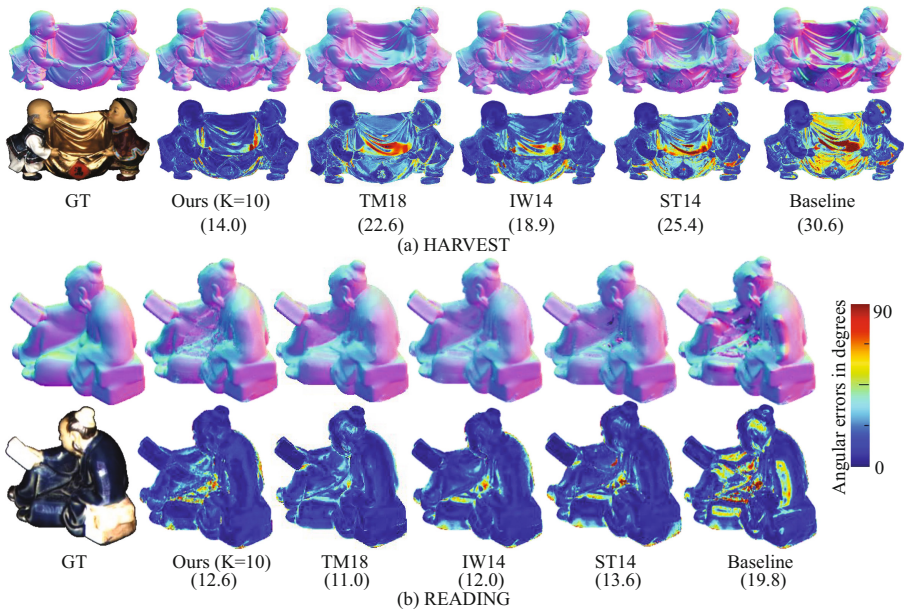 GT Ours (K=10) TM18 IW14 ST14 Baseline
(14.0) (22.6) (18.9) (25.4) (30.6)
(a) HARVEST
90
Angular errors in degrees
0
GT Ours (K=10) TM18 IW14 ST14 Baseline
(12.6) (11.0) (12.0) (13.6) (19.8)
(b) READING